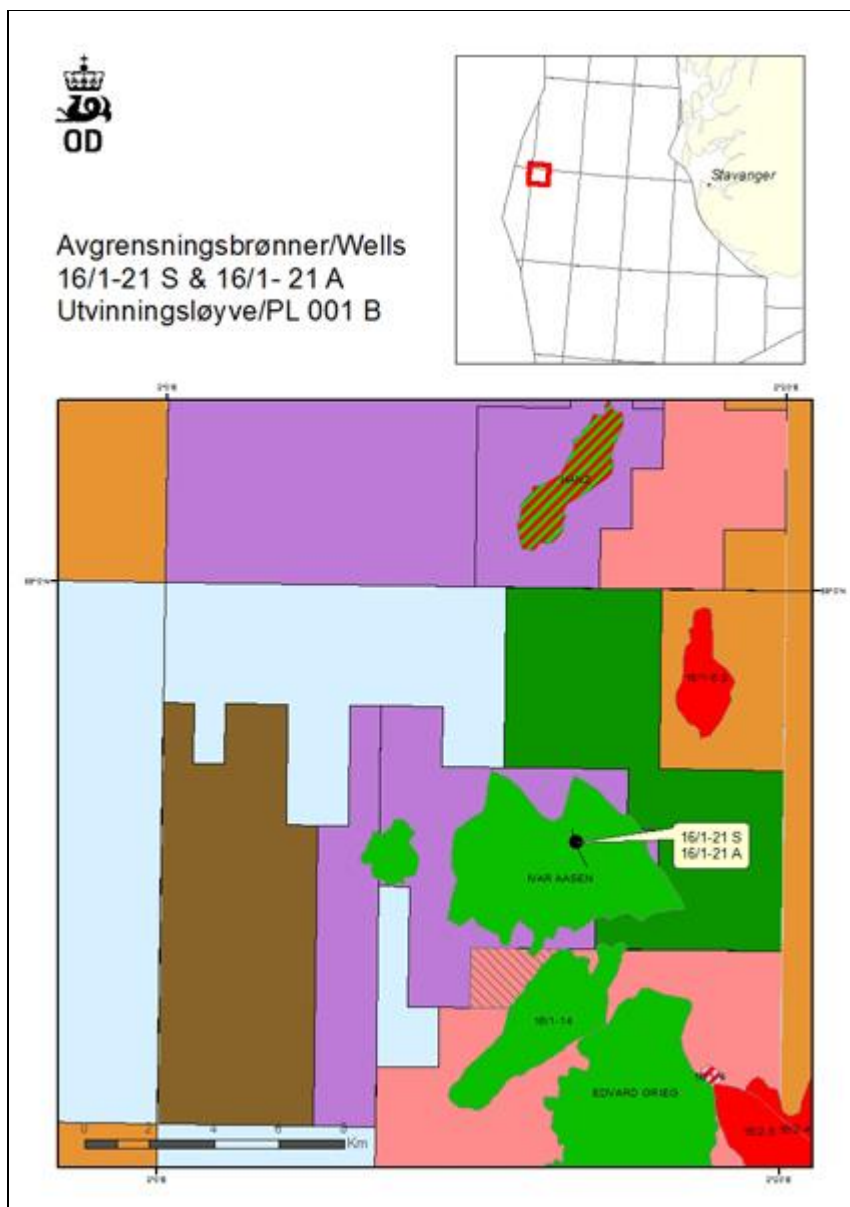 OD
Stavanger
Avgrensningsbrønner/Wells
16/1-21 S & 16/1- 21 A
Utvinningsløyve/PL 001 B
HANZ
16/1-21 S
16/1-21 A
IVAR AASEN
16/1-14
EDVARD GRIEG
0 2 4 6 8
Km